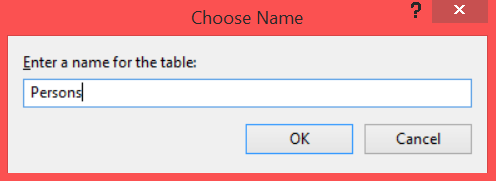 Choose Name
? ×
Enter a name for the table:
Persons
OK Cancel